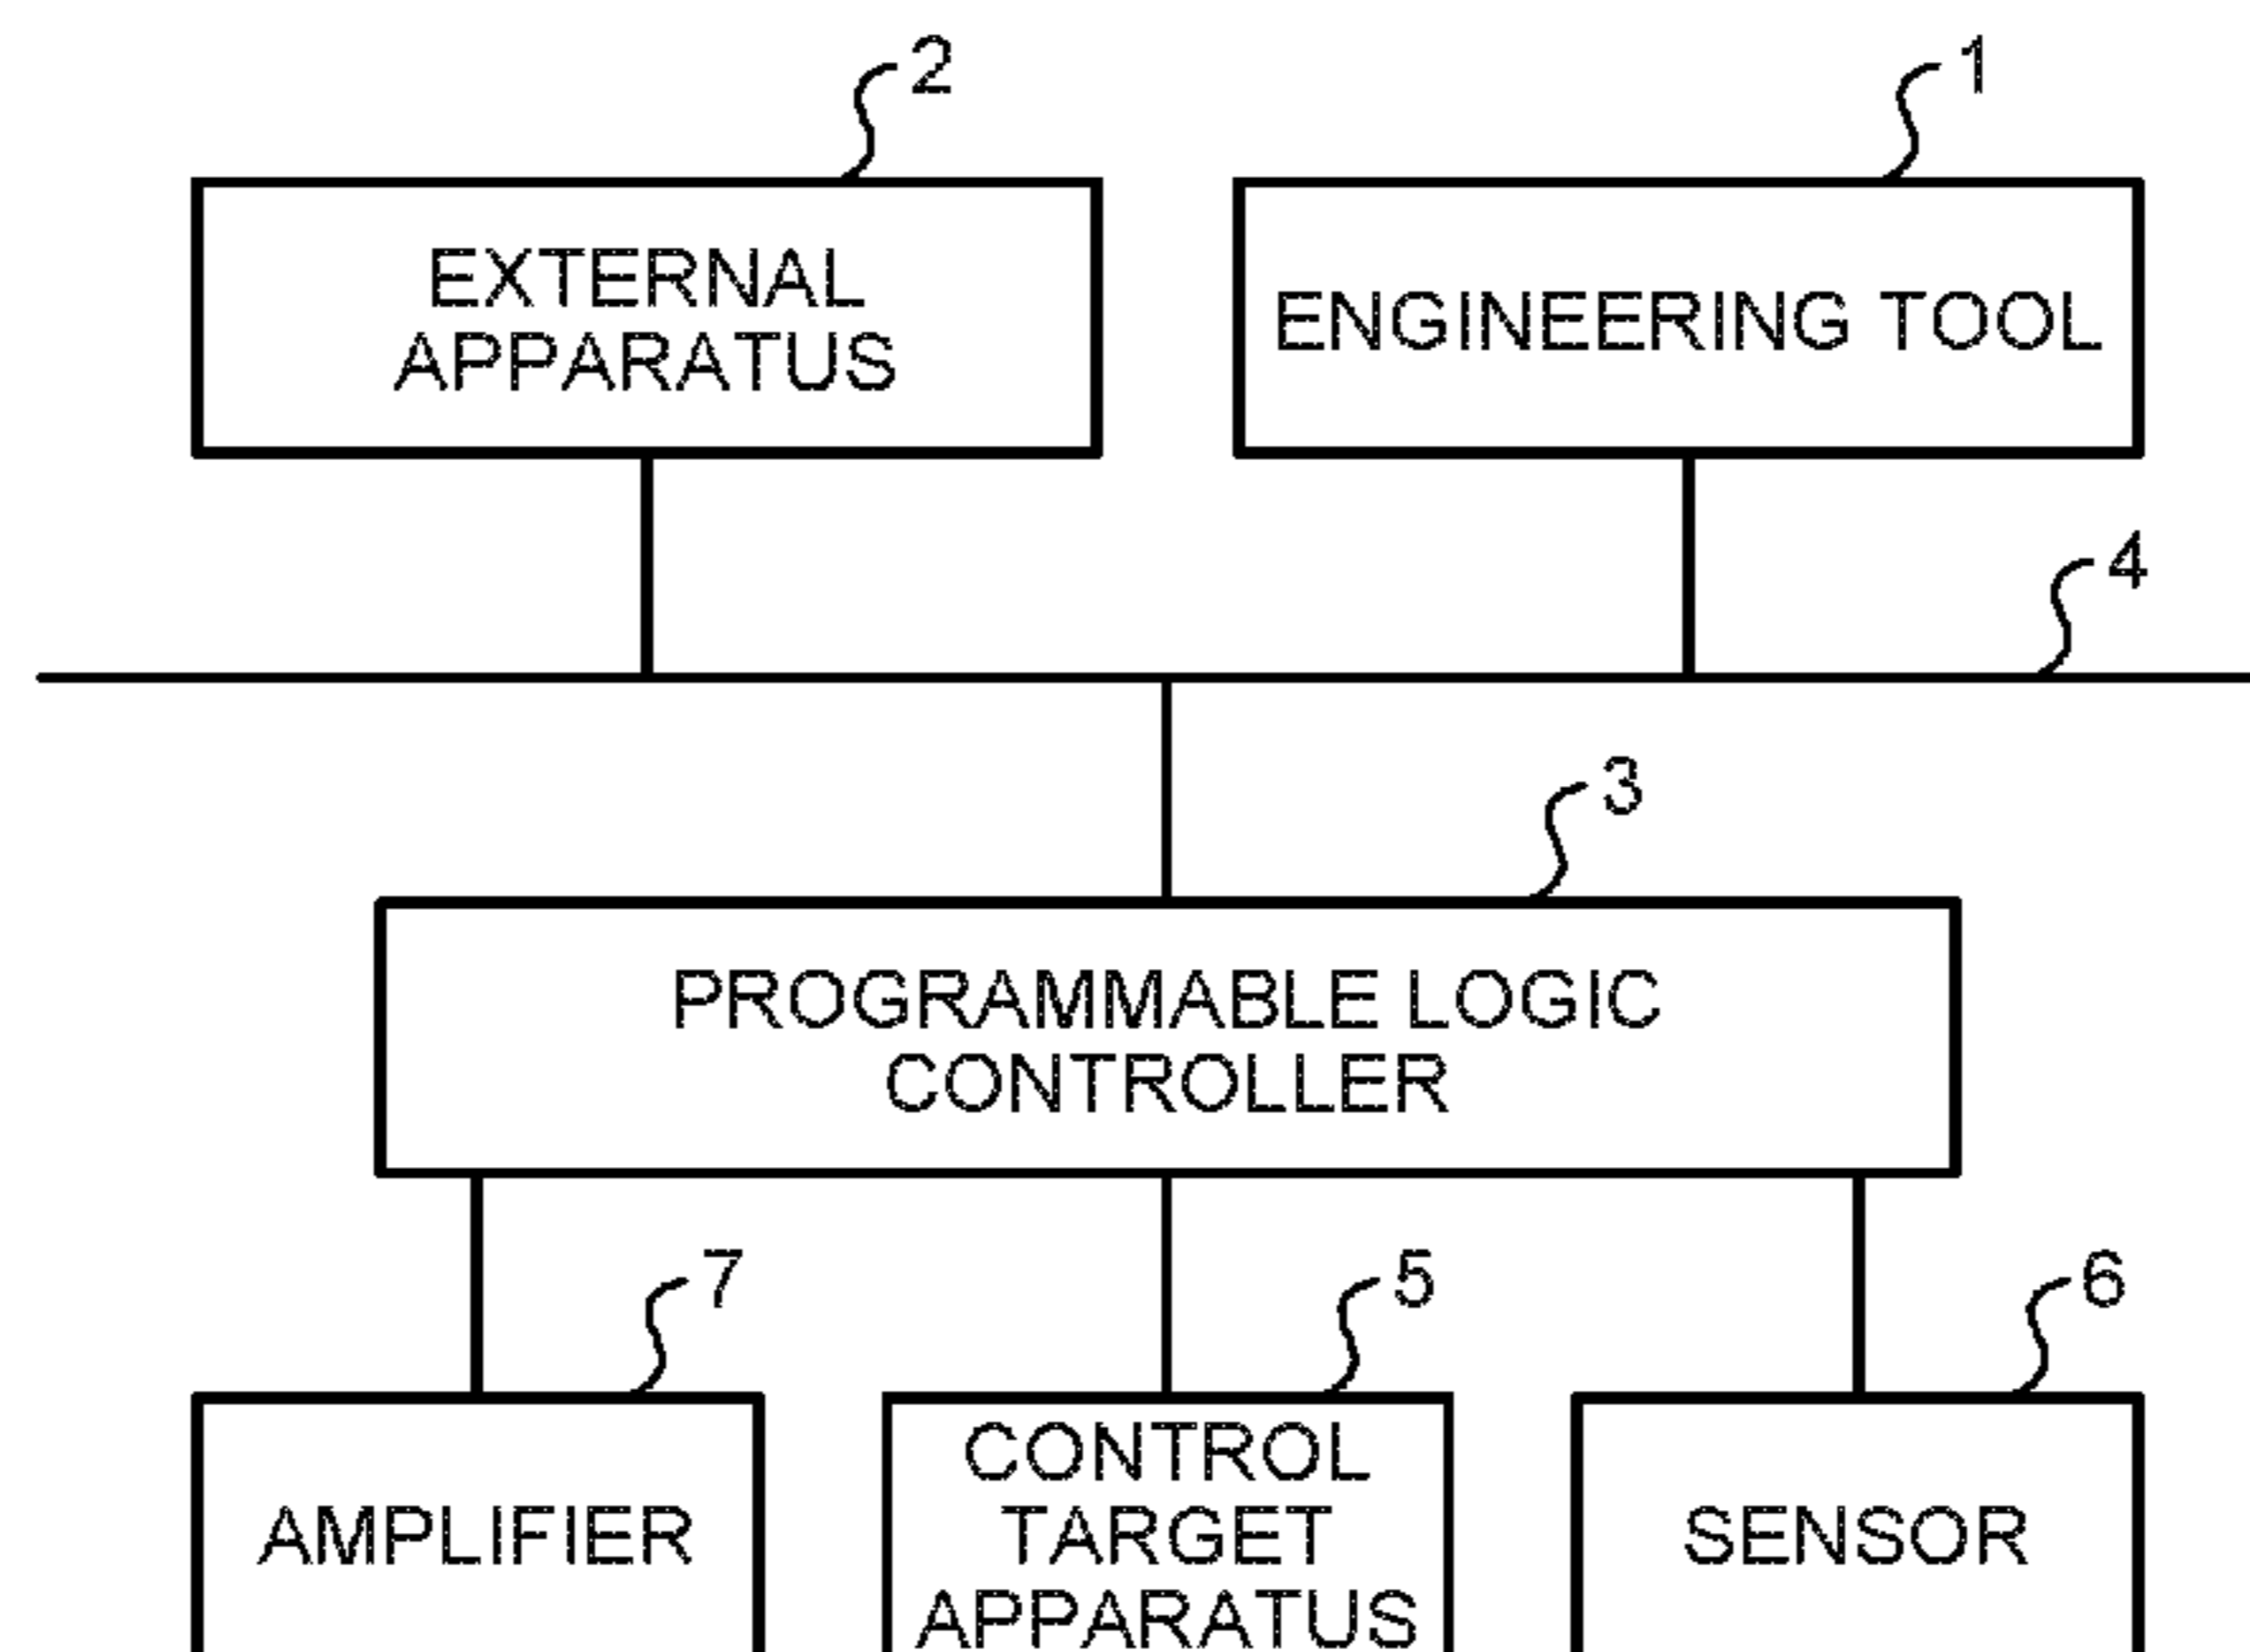 2
1
EXTERNAL
APPARATUS
ENGINEERING TOOL
4
3
PROGRAMMABLE LOGIC
CONTROLLER
7
5
6
AMPLIFIER
CONTROL
TARGET
APPARATUS
SENSOR